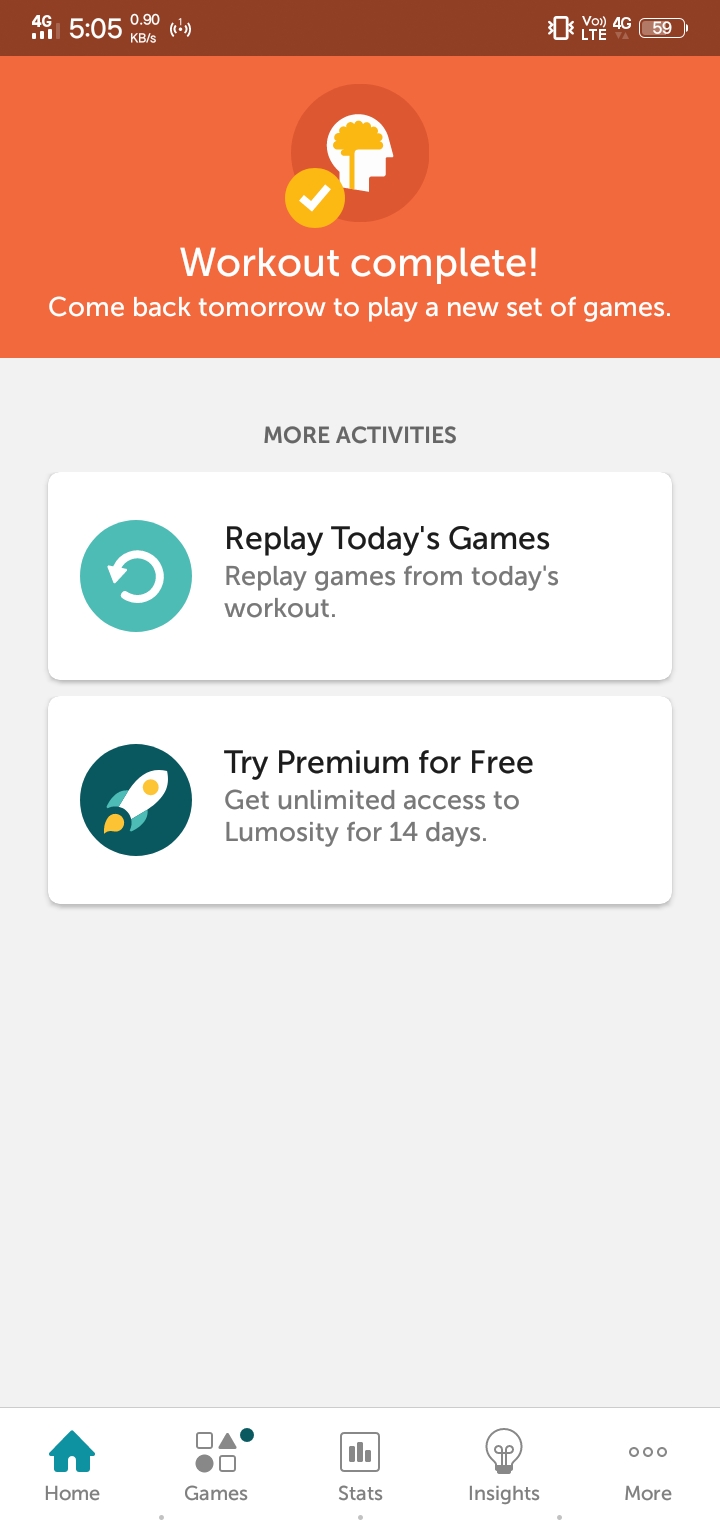 4G 5:05 0.90 KB/s 1 Vo)) LTE 4G 59
Workout complete!
Come back tomorrow to play a new set of games.
MORE ACTIVITIES
Replay Today's Games
Replay games from today's
workout.
Try Premium for Free
Get unlimited access to
Lumosity for 14 days.
Home Games Stats Insights More